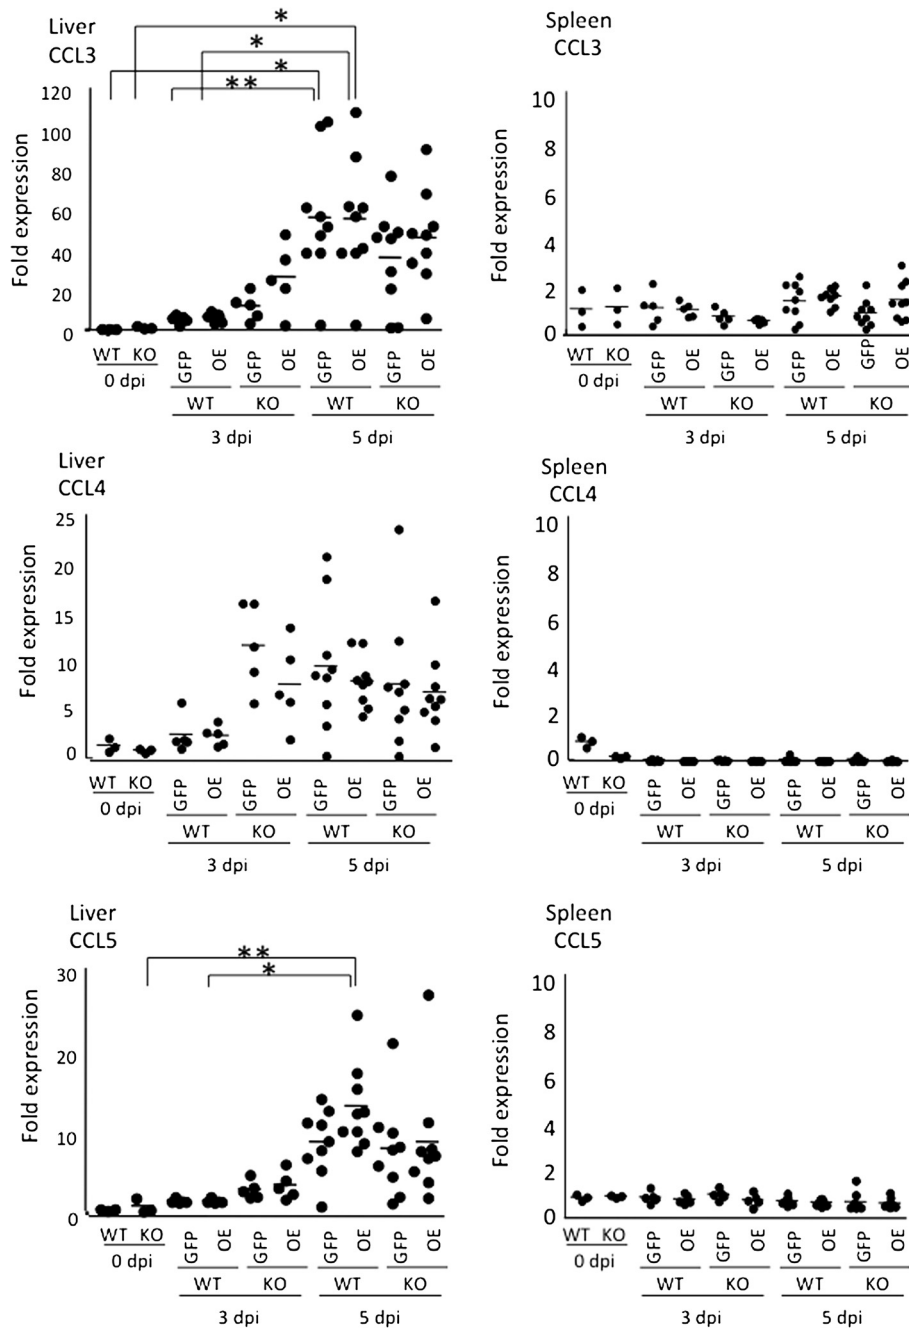 Liver
CCL3
*
*
*
**
120
100
80
60
40
20
0
Fold expression
WT KO
0 dpi
GFP OE GFP OE GFP OE GFP OE
WT KO WT KO
3 dpi 5 dpi
Spleen
CCL3
10
8
6
4
2
0
Fold expression
WT KO
0 dpi
GFP OE GFP OE GFP OE GFP OE
WT KO WT KO
3 dpi 5 dpi
Liver
CCL4
25
20
15
10
5
0
Fold expression
WT KO
0 dpi
GFP OE GFP OE GFP OE GFP OE
WT KO WT KO
3 dpi 5 dpi
Spleen
CCL4
10
8
6
4
2
0
Fold expression
WT KO
0 dpi
GFP OE GFP OE GFP OE GFP OE
WT KO WT KO
3 dpi 5 dpi
Liver
CCL5
**
*
30
20
10
0
Fold expression
WT KO
0 dpi
GFP OE GFP OE GFP OE GFP OE
WT KO WT KO
3 dpi 5 dpi
Spleen
CCL5
10
8
6
4
2
0
Fold expression
WT KO
0 dpi
GFP OE GFP OE GFP OE GFP OE
WT KO WT KO
3 dpi 5 dpi